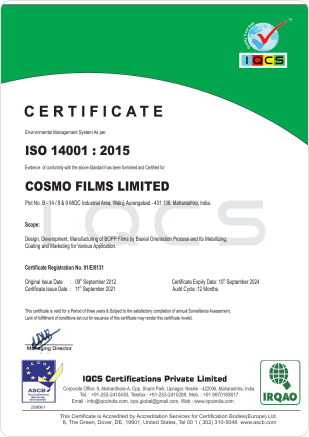 IQCS
CERTIFICATE
Environmental Management System As per
ISO 14001 : 2015
Evidence of conformity with the above Standard has been furnished and Certified for
COSMO FILMS LIMITED
Plot No. B - 14 / 8 & 9 MIDC Industrial Area, Waluj, Aurangabad - 431 136, Maharashtra, India.
IQCS
Scope:
Design, Development, Manufacturing of BOPP Films by Biaxial Orientation Process and its Metallizing,
Coating and Marketing for Various Application.
Certificate Registration No. 91/E/0131
Original Issue Date : 09th September 2012
Certificate Expiry Date: 10th September 2024
Certificate Issue Date : 11th September 2021
Audit Cycle :12 Months
This certificate is valid for a Period of three years & Subject to the satisfactory completion of annual Surveillance Assessment,
Lack of fulfillment of conditions set out for issuance of this certificate may render this certificate invalid.
Managing Director
ASCB
IQCS Certifications Private Limited
Corporate Office: 9, Akshanthara-A, Opp. Shanti Park, Upnagar, Nashik - 422006, Maharashtra, India.
Tel. : +91-253-2410430, Telefax : +91-253 -2410289, Mob. : +91 9970183617
Email : info@iqcsindia.com, iqcs.global@gmail.com, Web : www.iqcsindia.com
IRQAO
This Certificate is Accredited by Accreditation Services for Certification Bodies(Europe) Ltd.
8, The Green, Dover, DE, 19901, United States, Tel 00 1 ( 302 ) 310-5048 www.ascb.com